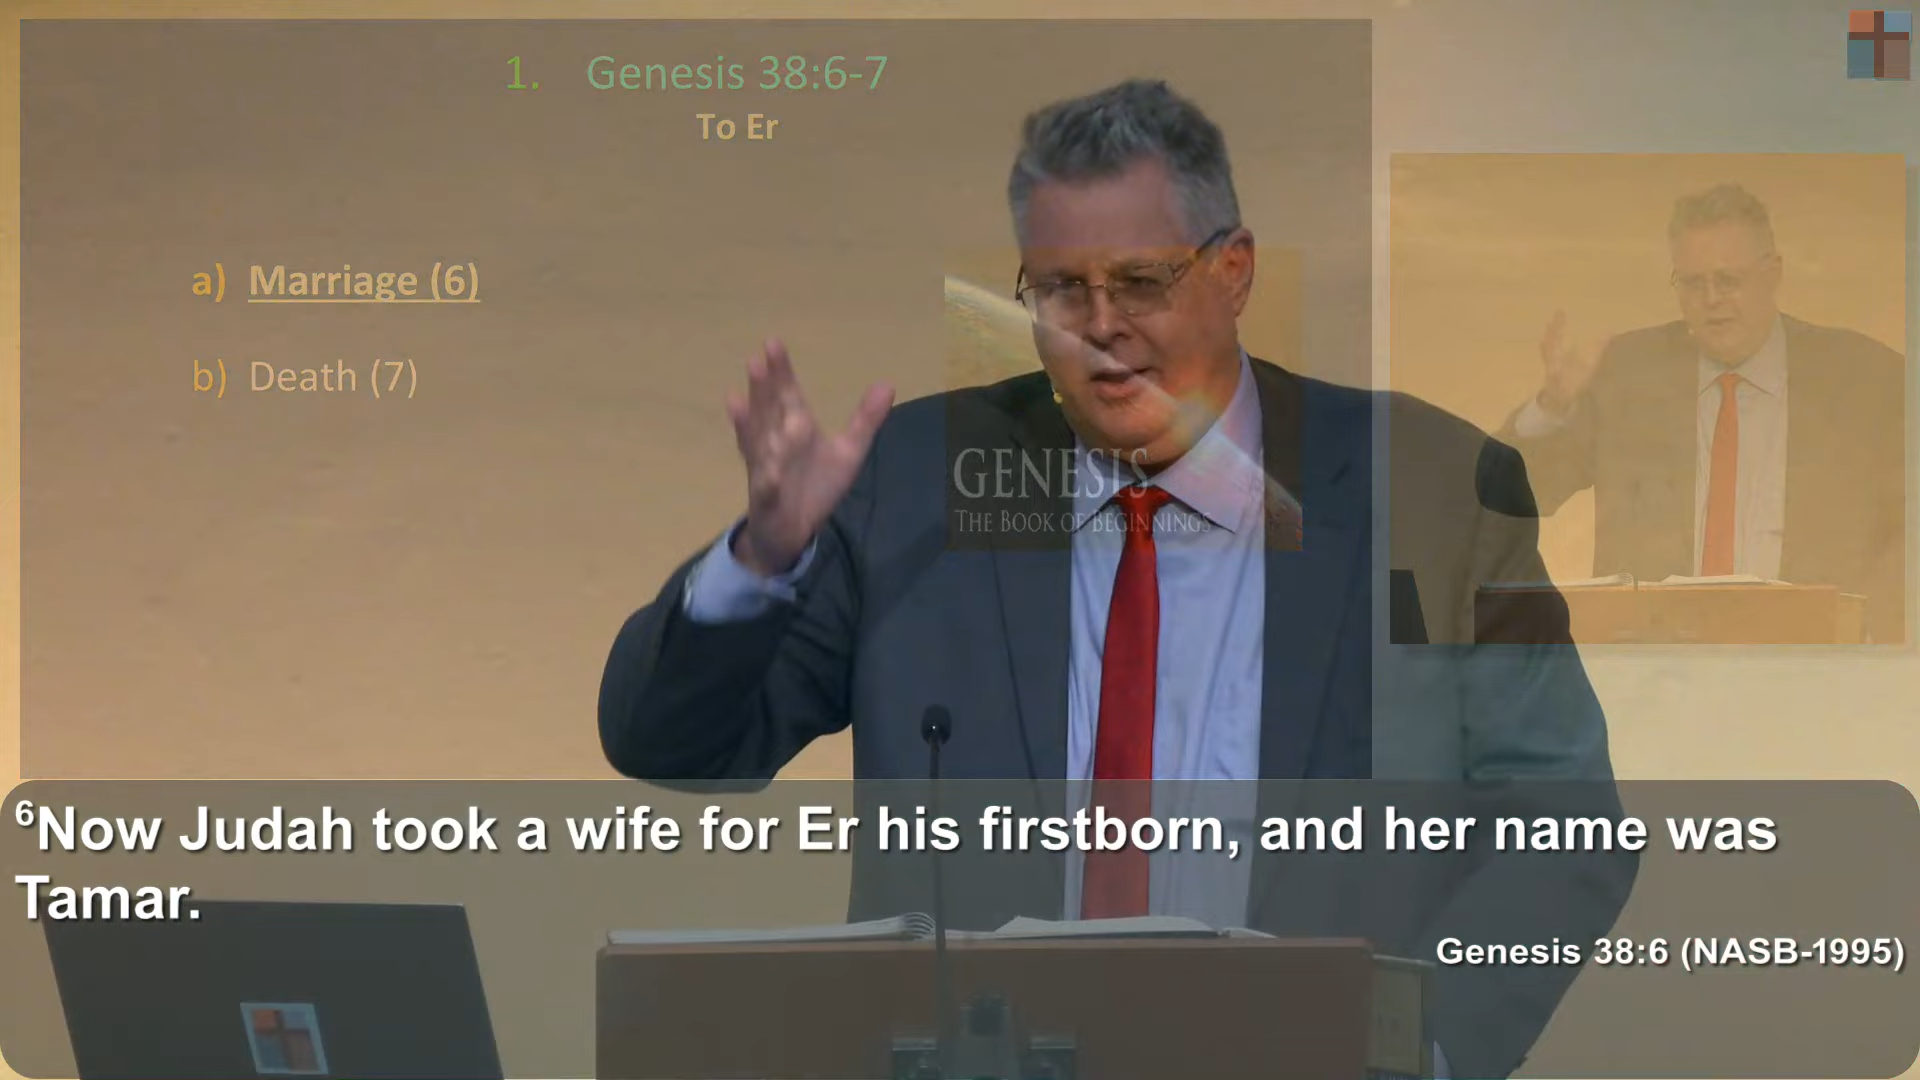 1. Genesis 38:6-7
To Er
a) Marriage (6)
b) Death (7)
GENESIS
THE BOOK OF BEGINNINGS
6Now Judah took a wife for Er his firstborn, and her name was
Tamar.
Genesis 38:6 (NASB-1995)